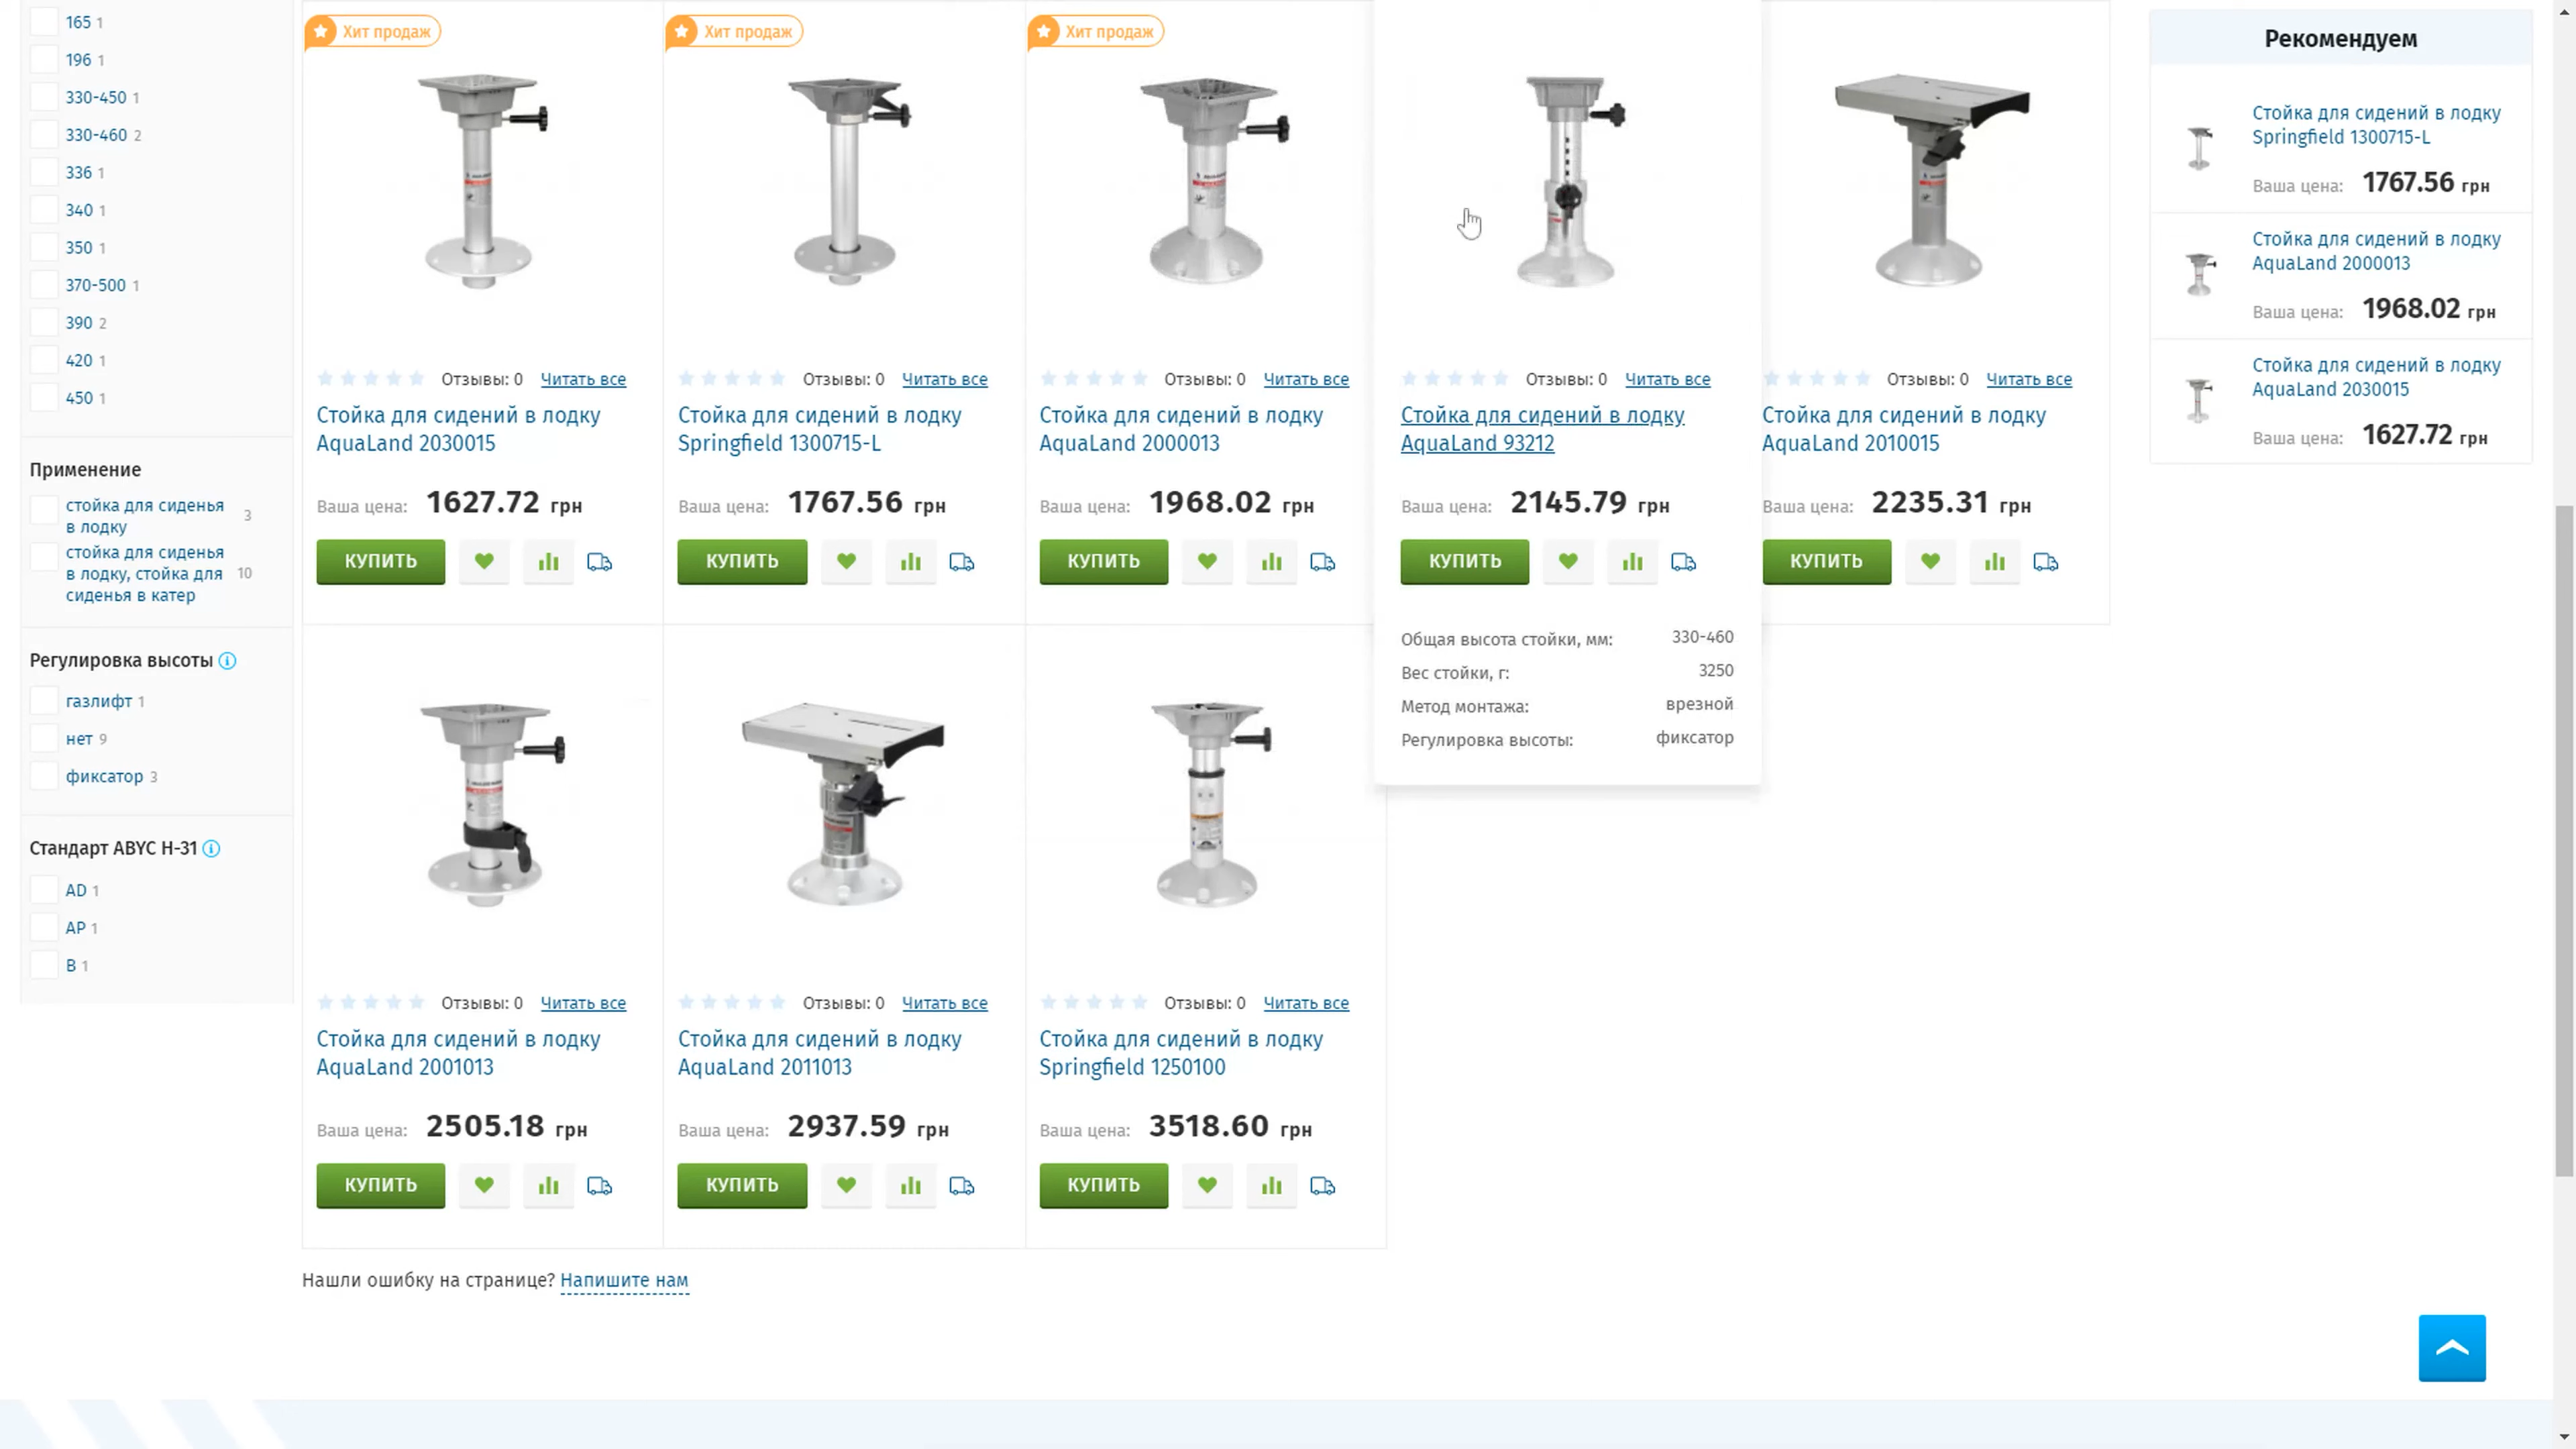 165 1
196 1
330-450 1
330-460 2
336 1
340 1
350 1
370-500 1
390 2
420 1
450 1
Применение
стойка для сиденья
в лодку 3
стойка для сиденья
в лодку, стойка для
сиденья в катер 10
Регулировка высоты
газлифт 1
нет 9
фиксатор 3
Стандарт ABYC H-31
AD 1
AP 1
B 1
Хит продаж
Отзывы: 0 Читать все
Стойка для сидений в лодку
AquaLand 2030015
Ваша цена: 1627.72 грн
КУПИТЬ
Хит продаж
Отзывы: 0 Читать все
Стойка для сидений в лодку
Springfield 1300715-L
Ваша цена: 1767.56 грн
КУПИТЬ
Хит продаж
Отзывы: 0 Читать все
Стойка для сидений в лодку
AquaLand 2000013
Ваша цена: 1968.02 грн
КУПИТЬ
Отзывы: 0 Читать все
Стойка для сидений в лодку
AquaLand 93212
Ваша цена: 2145.79 грн
КУПИТЬ
Общая высота стойки, мм: 330-460
Вес стойки, г: 3250
Метод монтажа: врезной
Регулировка высоты: фиксатор
Отзывы: 0 Читать все
Стойка для сидений в лодку
AquaLand 2010015
Ваша цена: 2235.31 грн
КУПИТЬ
Отзывы: 0 Читать все
Стойка для сидений в лодку
AquaLand 2001013
Ваша цена: 2505.18 грн
КУПИТЬ
Отзывы: 0 Читать все
Стойка для сидений в лодку
AquaLand 2011013
Ваша цена: 2937.59 грн
КУПИТЬ
Отзывы: 0 Читать все
Стойка для сидений в лодку
Springfield 1250100
Ваша цена: 3518.60 грн
КУПИТЬ
Нашли ошибку на странице? Напишите нам
Рекомендуем
Стойка для сидений в лодку
Springfield 1300715-L
Ваша цена: 1767.56 грн
Стойка для сидений в лодку
AquaLand 2000013
Ваша цена: 1968.02 грн
Стойка для сидений в лодку
AquaLand 2030015
Ваша цена: 1627.72 грн